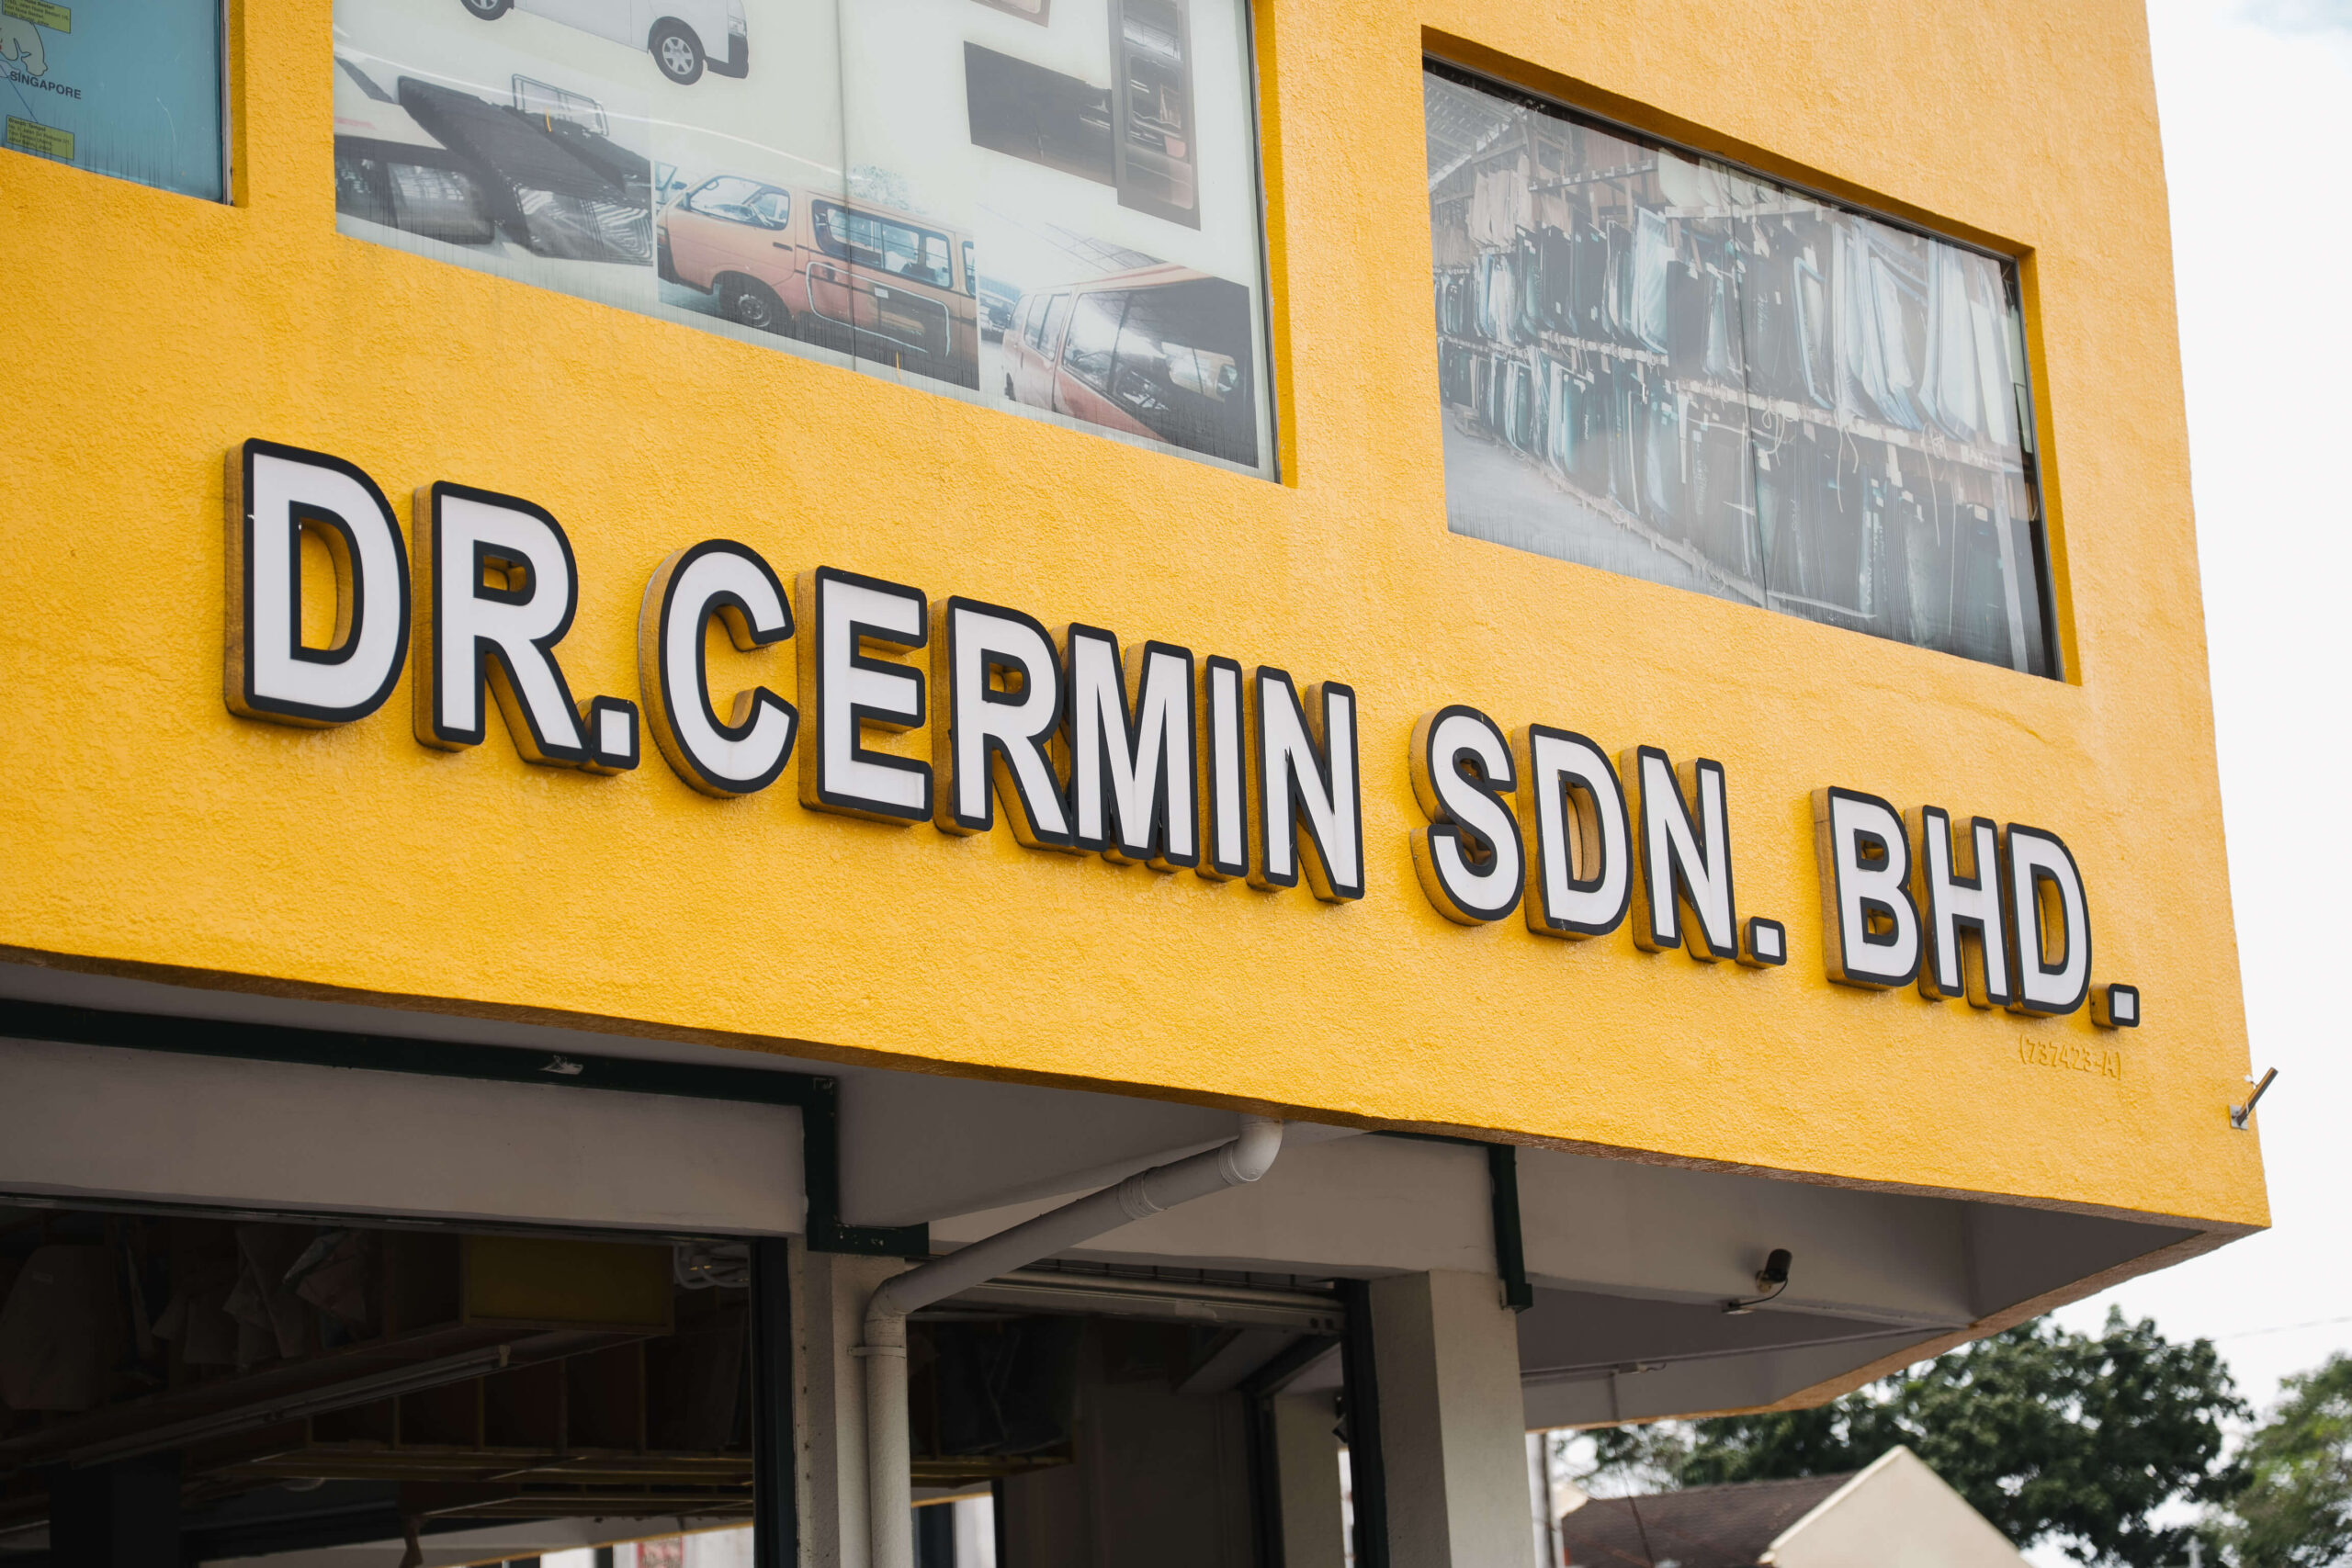 SINGAPORE
DR.CERMIN SDN. BHD.
(737423-A)